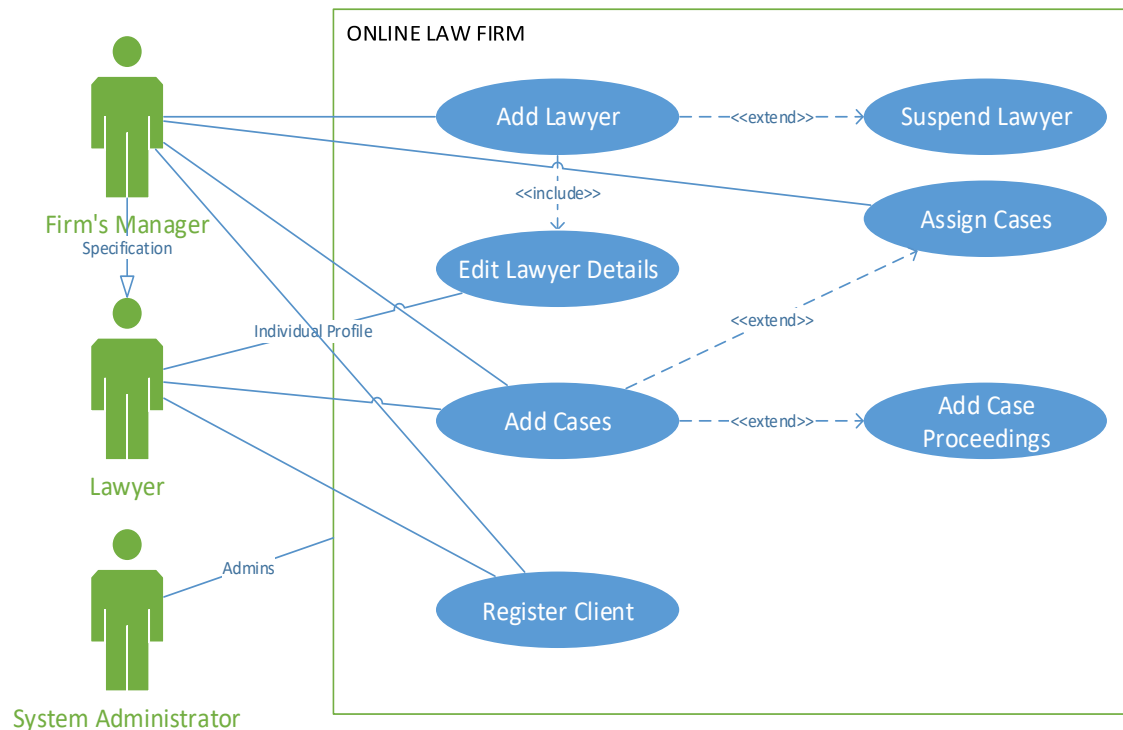 ONLINE LAW FIRM
Add Lawyer
<<extend>>
Suspend Lawyer
<<include>>
Firm's Manager
Assign Cases
Specification
Edit Lawyer Details
Individual Profile
<<extend>>
Add Cases
<<extend>>
Add Case
Proceedings
Lawyer
Admins
Register Client
System Administrator